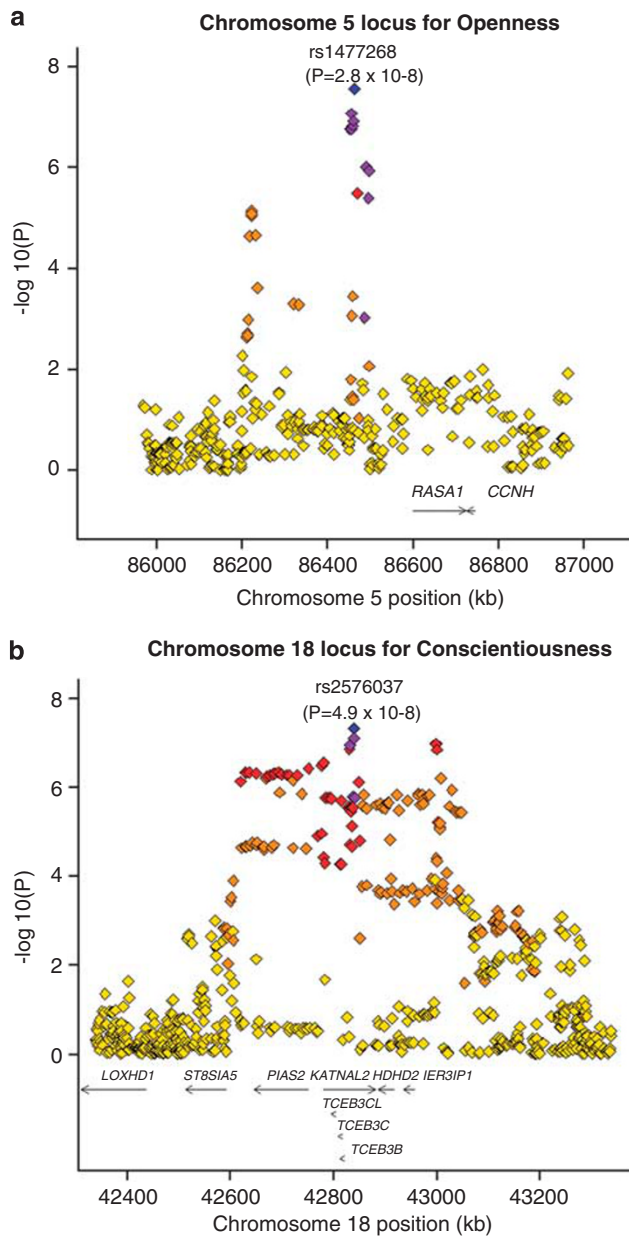 a
Chromosome 5 locus for Openness
rs1477268
(P=2.8 x 10-8)
8
6
4
2
0
-log 10(P)
RASA1 CCNH
86000 86200 86400 86600 86800 87000
Chromosome 5 position (kb)
b
Chromosome 18 locus for Conscientiousness
rs2576037
(P=4.9 x 10-8)
8
6
4
2
0
-log 10(P)
LOXHD1 ST8SIA5 PIAS2 KATNAL2 HDHD2 IER3IP1
TCEB3CL
TCEB3C
TCEB3B
42400 42600 42800 43000 43200
Chromosome 18 position (kb)